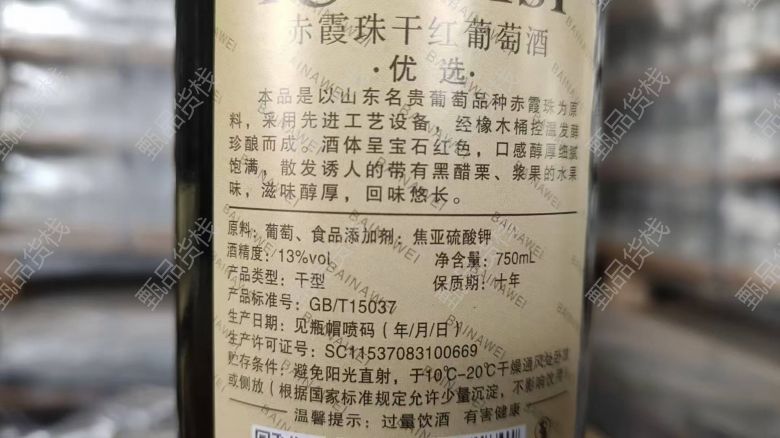 赤霞珠干红葡萄酒
·优选·
本品是以山东名贵葡萄品种赤霞珠为原
料，采用先进工艺设备，经橡木桶控温发酵
珍酿而成。酒体呈宝石红色，口感醇厚细腻
饱满，散发诱人的带有黑醋栗、浆果的水果
味，滋味醇厚，回味悠长。
原料：葡萄、食品添加剂：焦亚硫酸钾
酒精度：13%vol 净含量：750mL
产品类型：干型 保质期：十年
产品标准号：GB/T15037
生产日期：见瓶帽喷码（年/月/日）
生产许可证号：SC11537083100669
贮存条件：避免阳光直射，于10℃-20℃干燥通风处卧放
或侧放（根据国家标准规定允许少量沉淀，不影响饮用）
温馨提示：过量饮酒 有害健康
BAINAWEI
甄品货栈